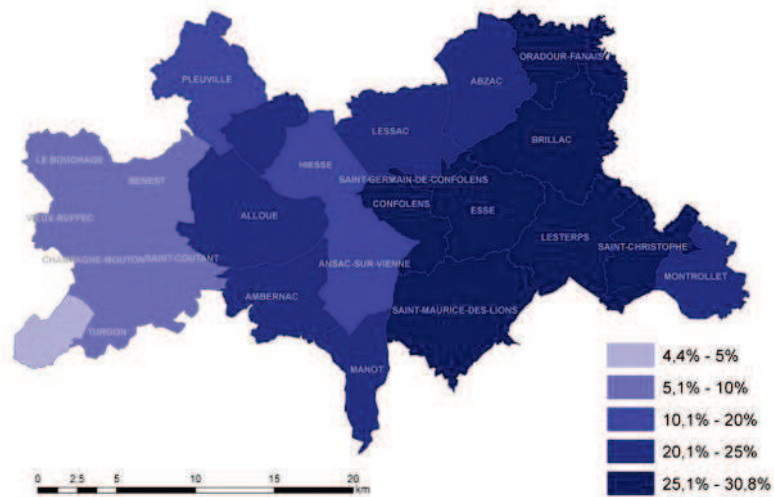 ORADOUR-FANAIS
PLEUVILLE
ABZAC
LESSAC
BRILLAC
LE BOUCHAGE
HIESSE
BENEST
SAINT-GERMAIN-DE-CONFOLENS
CONFOLENS
ESSE
VIEUX-RUFFEC
ALLOUE
LESTERPS
SAINT-CHRISTOPHE
CHAMPAGNE-MOUTON
SAINT-COUTANT
ANSAC-SUR-VIENNE
MONTROLLET
AMBERNAC
SAINT-MAURICE-DES-LIONS
TURGON
MANOT
4,4% - 5%
5,1% - 10%
10,1% - 20%
20,1% - 25%
25,1% - 30,8%
0 2.5 5 10 15 20
km